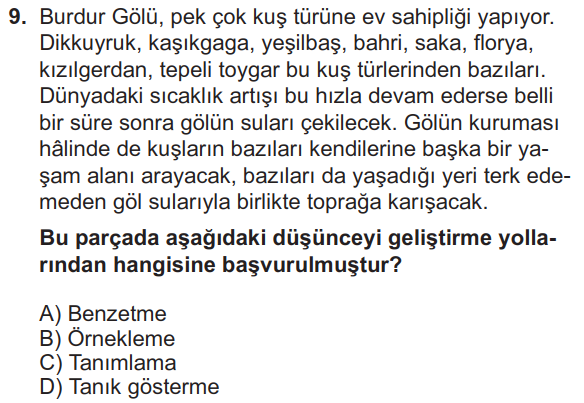 9. Burdur Gölü, pek çok kuş türüne ev sahipliği yapıyor.
Dikkuyruk, kaşıkgaga, yeşilbaş, bahri, saka, florya,
kızılgerdan, tepeli toygar bu kuş türlerinden bazıları.
Dünyadaki sıcaklık artışı bu hızla devam ederse belli
bir süre sonra gölün suları çekilecek. Gölün kuruması
hâlinde de kuşların bazıları kendilerine başka bir ya-
şam alanı arayacak, bazıları da yaşadığı yeri terk ede-
meden göl sularıyla birlikte toprağa karışacak.
Bu parçada aşağıdaki düşünceyi geliştirme yolla-
rından hangisine başvurulmuştur?
A) Benzetme
B) Örnekleme
C) Tanımlama
D) Tanık gösterme